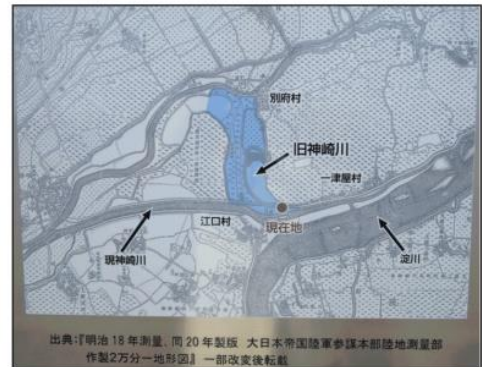 別府村
旧神崎川
一津屋村
江口村
現在地
現神崎川
淀川
出典:『明治18年測量、同20年製版 大日本帝国陸軍参謀本部陸地測量部
作製2万分一地形図』一部改変後転載